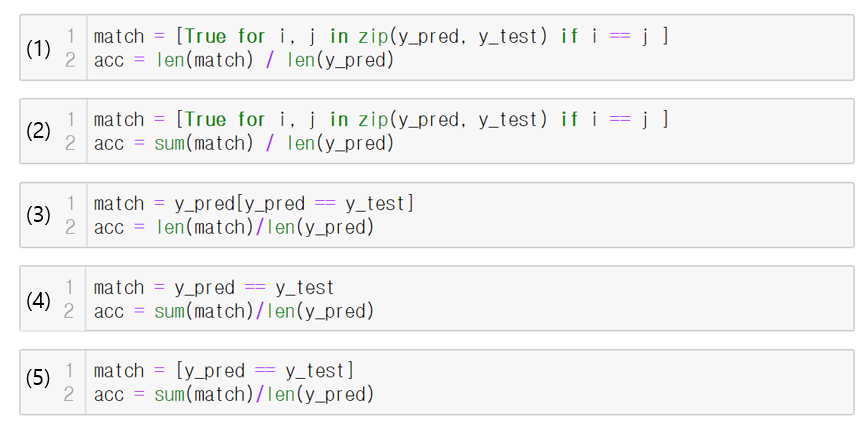 (1) 1 match = [True for i, j in zip(y_pred, y_test) if i == j ]
2 acc = len(match) / len(y_pred)
(2) 1 match = [True for i, j in zip(y_pred, y_test) if i == j ]
2 acc = sum(match) / len(y_pred)
(3) 1 match = y_pred[y_pred == y_test]
2 acc = len(match)/len(y_pred)
(4) 1 match = y_pred == y_test
2 acc = sum(match)/len(y_pred)
(5) 1 match = [y_pred == y_test]
2 acc = sum(match)/len(y_pred)